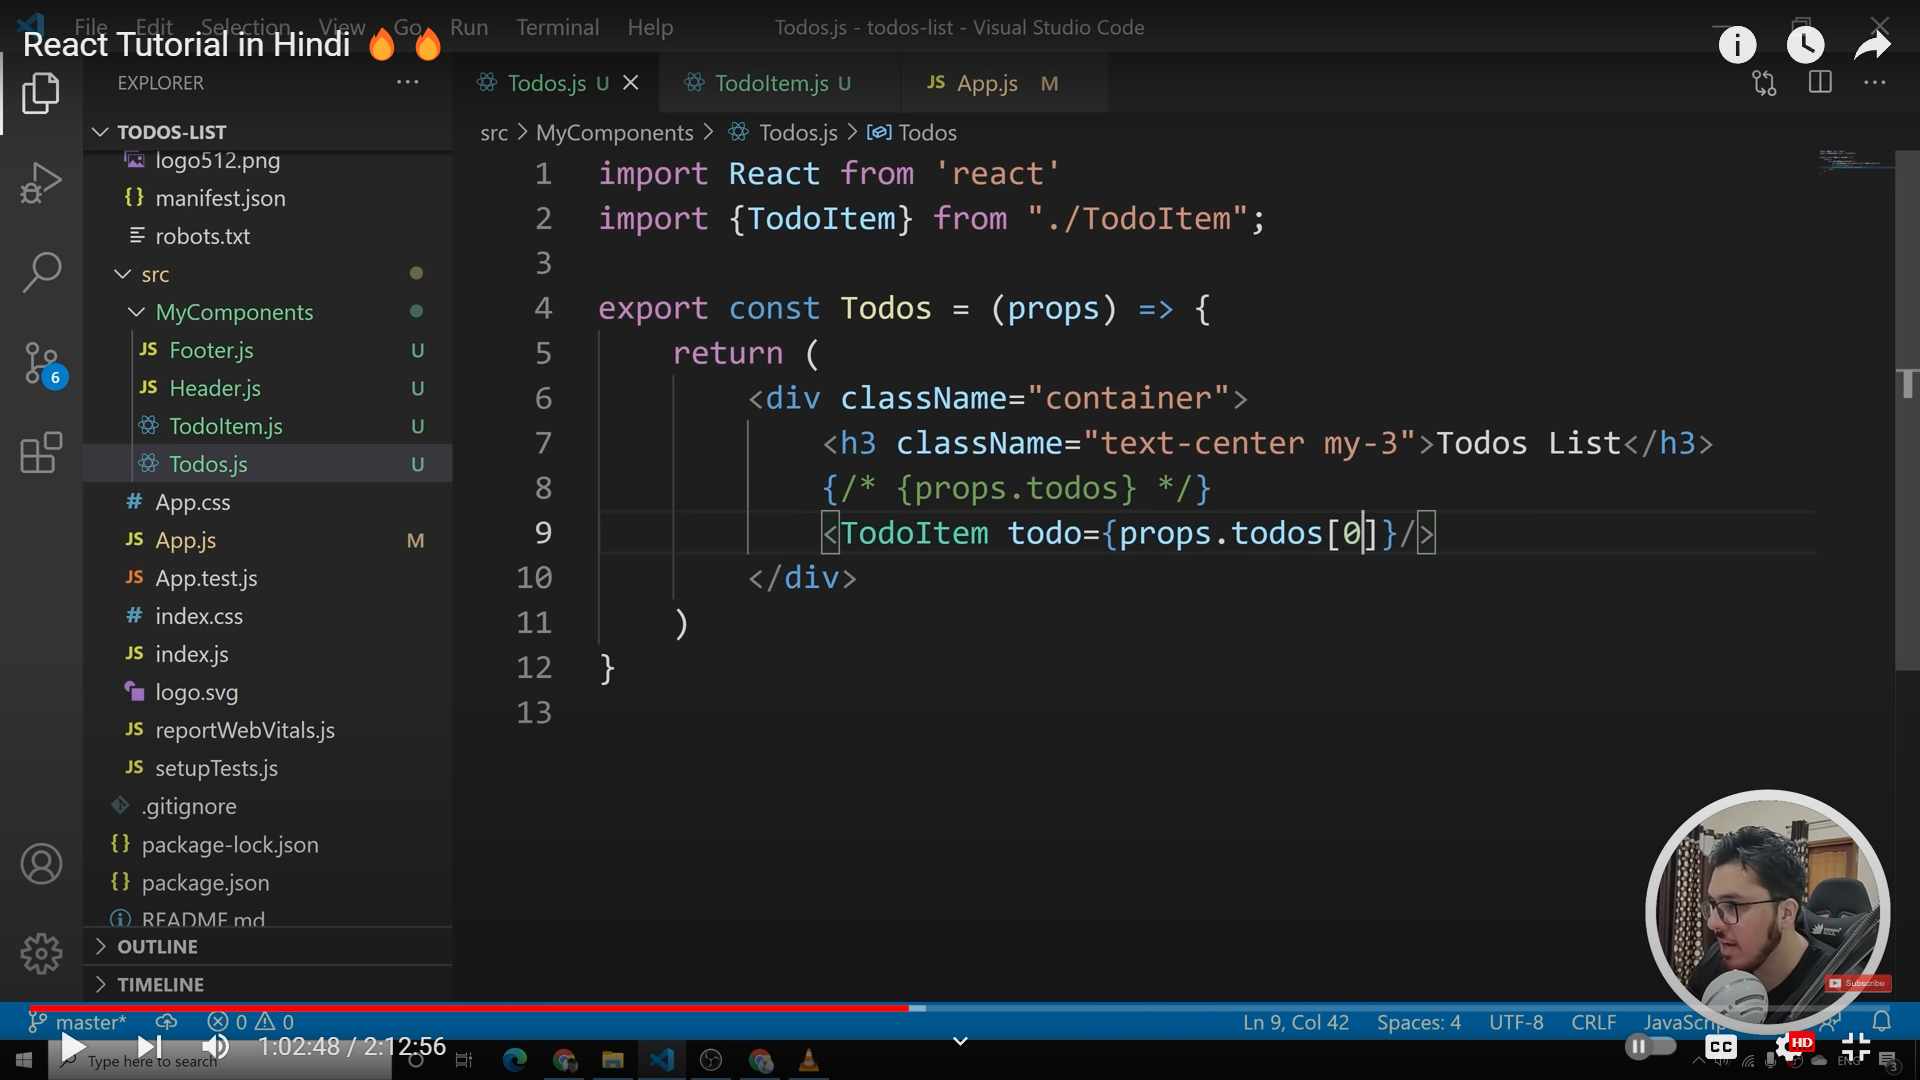 File Edit Selection View Go Run Terminal Help
Todos.js - todos-list - Visual Studio Code
React Tutorial in Hindi 🔥 🔥
EXPLORER
Todos.js U
TodoItem.js U
JS App.js M
TODOS-LIST
src > MyComponents > Todos.js > Todos
logo512.png
{} manifest.json
robots.txt
src
MyComponents
JS Footer.js U
JS Header.js U
TodoItem.js U
Todos.js U
# App.css
JS App.js M
JS App.test.js
# index.css
JS index.js
logo.svg
JS reportWebVitals.js
JS setupTests.js
.gitignore
{} package-lock.json
{} package.json
README.md
OUTLINE
TIMELINE
6
1 import React from 'react'
2 import {TodoItem} from "./TodoItem";
3
4 export const Todos = (props) => {
5 return (
6 <div className="container">
7 <h3 className="text-center my-3">Todos List</h3>
8 {/* {props.todos} */}
9 <TodoItem todo={props.todos[0]}/>
10 </div>
11 )
12 }
13
Subscribe
master* 0 0
Ln 9, Col 42 Spaces: 4 UTF-8 CRLF
1:02:48 / 2:12:56
CC HD
Type here to search
ENG
3